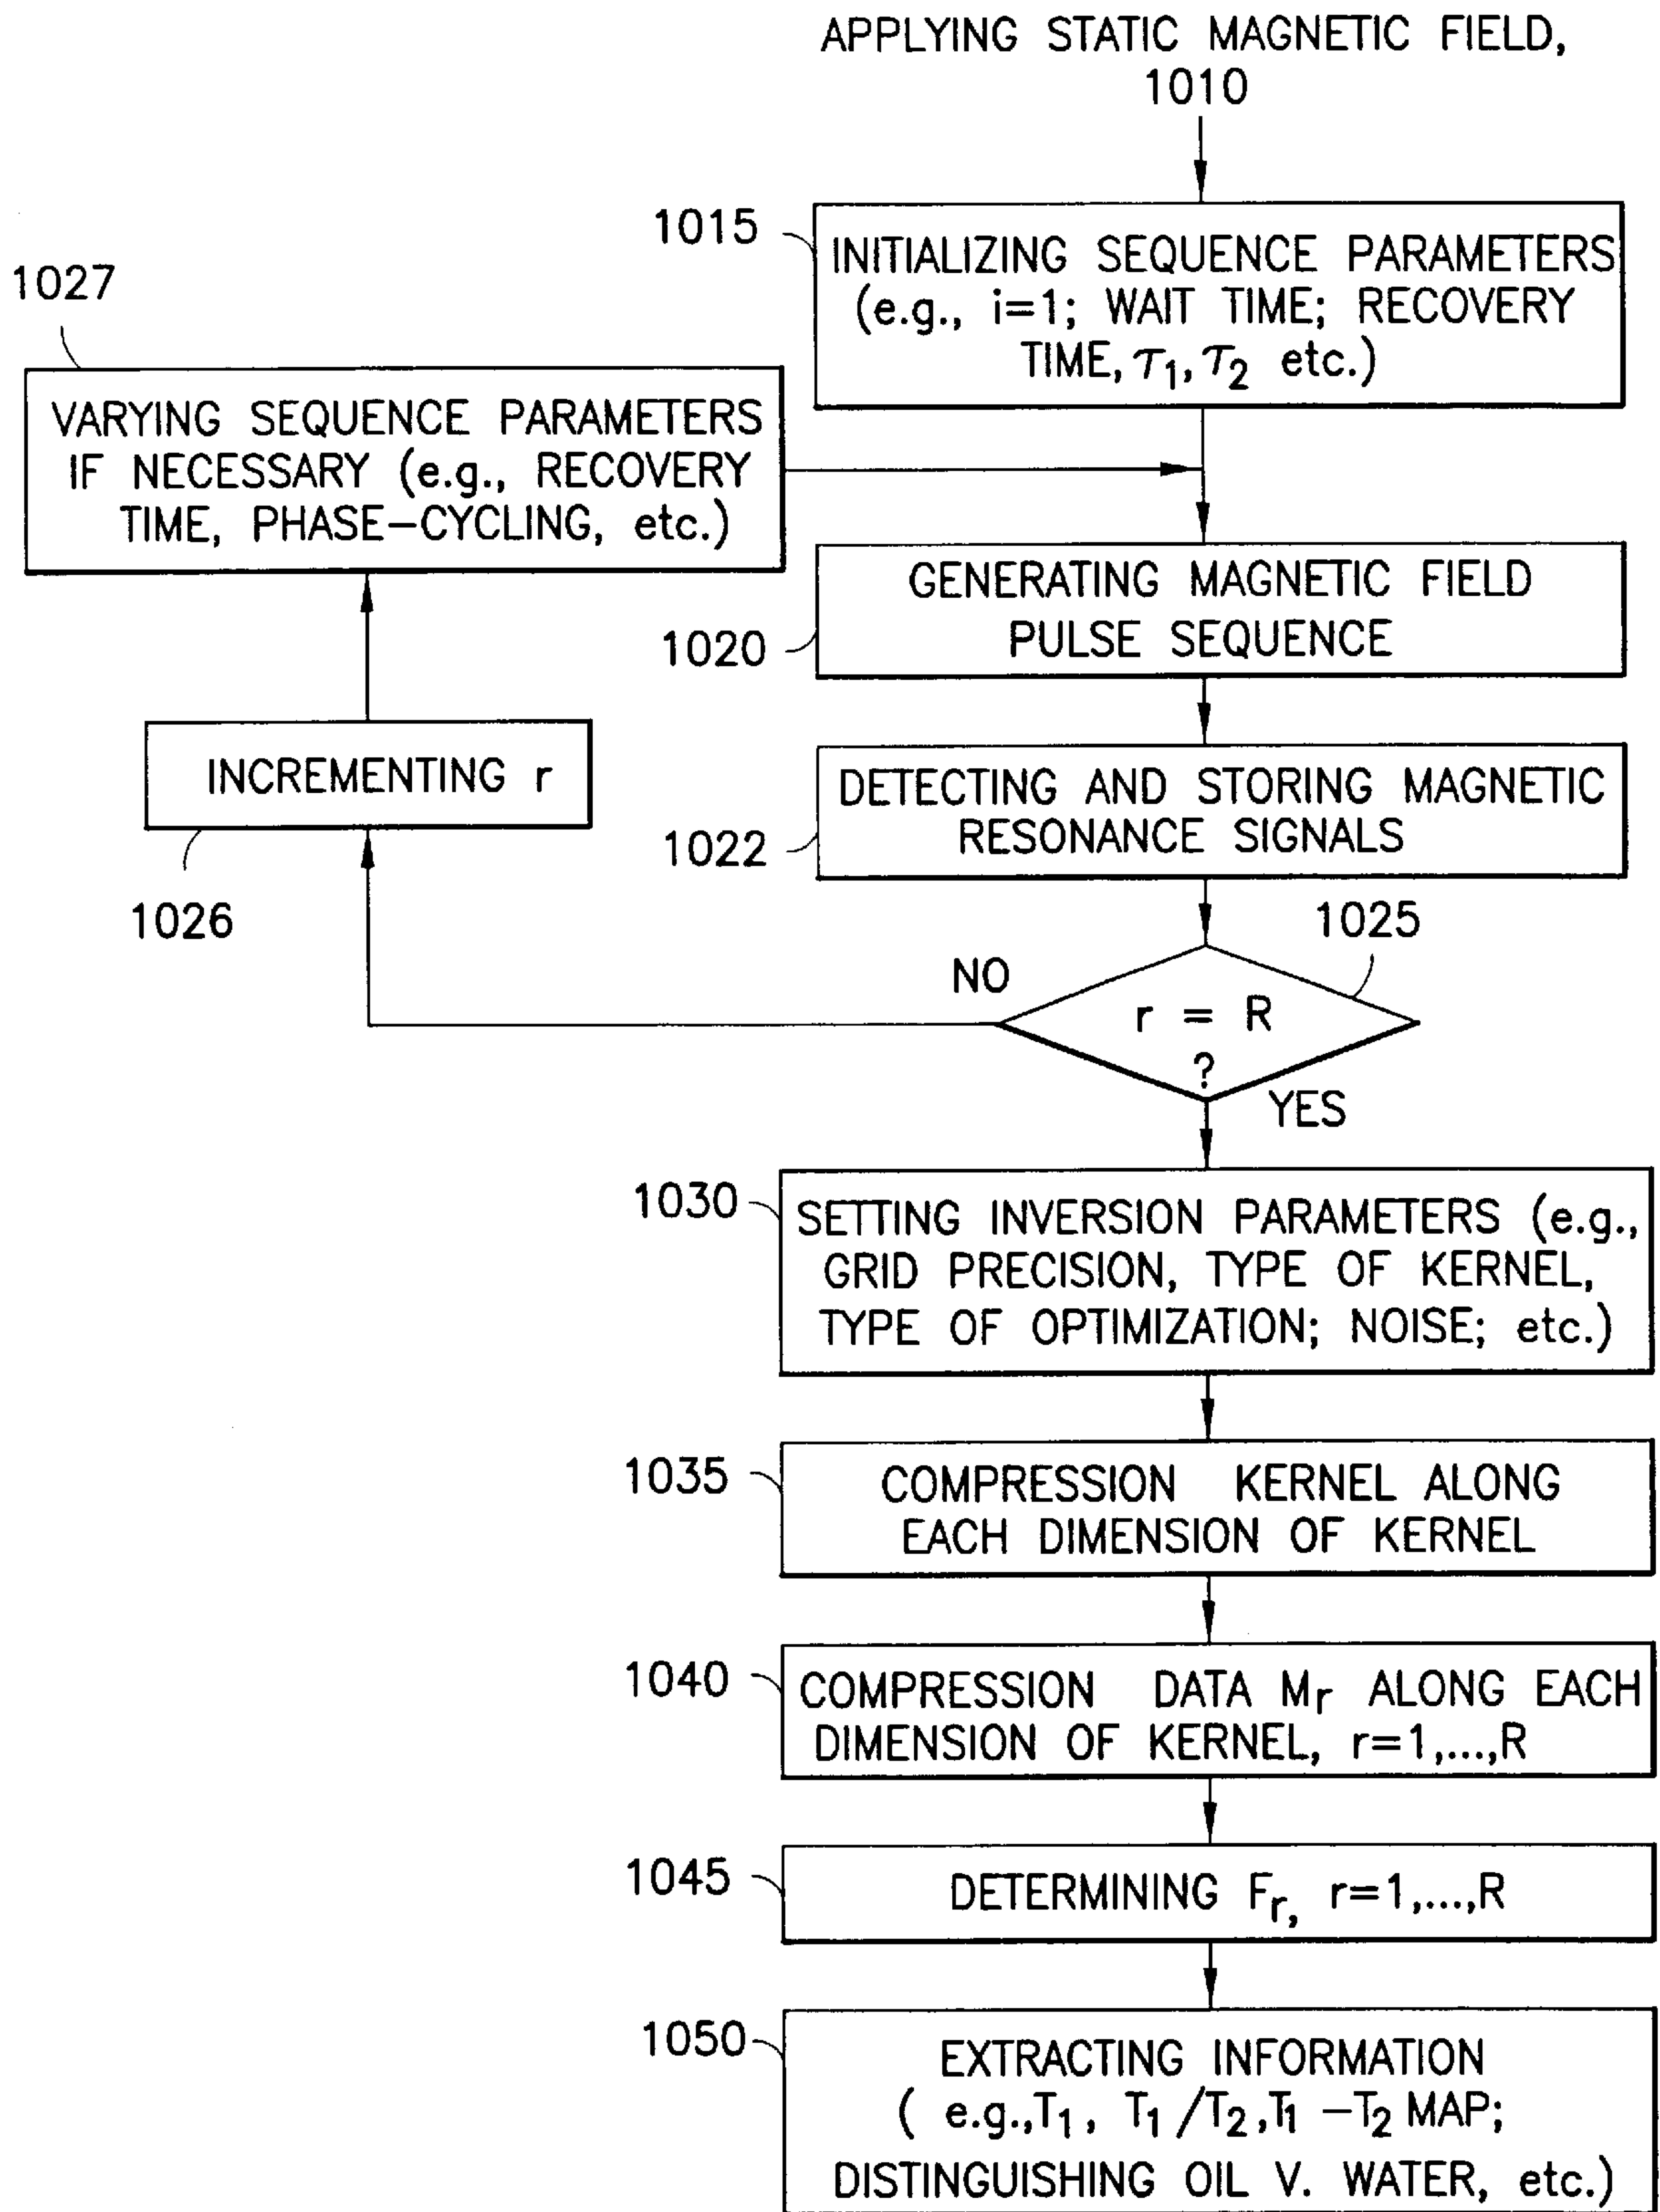 APPLYING STATIC MAGNETIC FIELD,
1010
1015
INITIALIZING SEQUENCE PARAMETERS
(e.g., i=1; WAIT TIME; RECOVERY
TIME, τ1, τ2 etc.)
1027
VARYING SEQUENCE PARAMETERS
IF NECESSARY (e.g., RECOVERY
TIME, PHASE-CYCLING, etc.)
GENERATING MAGNETIC FIELD
PULSE SEQUENCE
1020
INCREMENTING r
1026
DETECTING AND STORING MAGNETIC
RESONANCE SIGNALS
1022
1025
NO
r = R
?
YES
1030
SETTING INVERSION PARAMETERS (e.g.,
GRID PRECISION, TYPE OF KERNEL,
TYPE OF OPTIMIZATION; NOISE; etc.)
1035
COMPRESSION KERNEL ALONG
EACH DIMENSION OF KERNEL
1040
COMPRESSION DATA Mr ALONG EACH
DIMENSION OF KERNEL, r=1,...,R
1045
DETERMINING Fr, r=1,...,R
1050
EXTRACTING INFORMATION
( e.g.,T1, T1/T2,T1 -T2 MAP;
DISTINGUISHING OIL V. WATER, etc.)